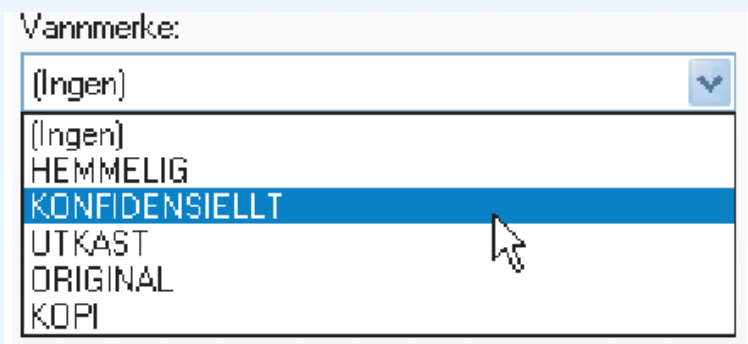 Vannmerke:
(Ingen)
(Ingen)
HEMMELIG
KONFIDENSIELLT
UTKAST
ORIGINAL
KOPI